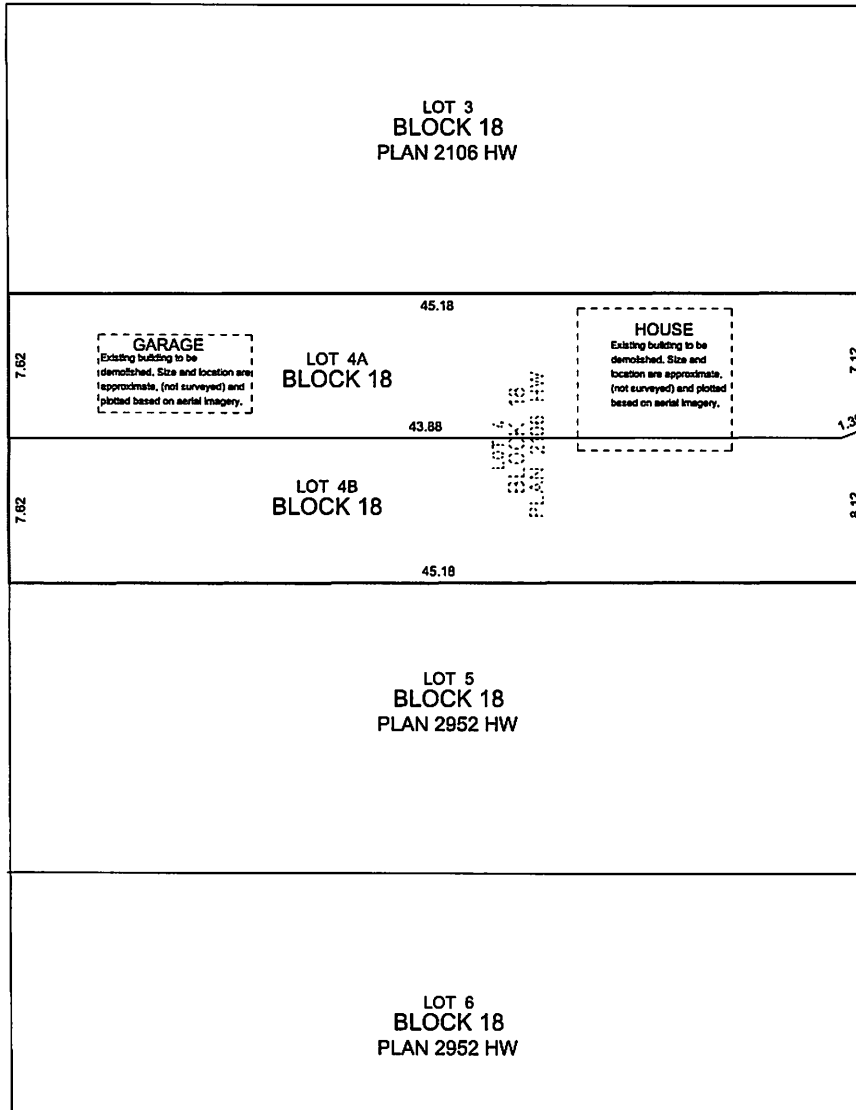 LOT 3
BLOCK 18
PLAN 2106 HW
45.18
7.62
GARAGE
Existing building to be
demolished. Size and location are
approximate, (not surveyed) and
plotted based on aerial imagery.
LOT 4A
BLOCK 18
HOUSE
Existing building to be
demolished. Size and
location are approximate,
(not surveyed) and plotted
based on aerial imagery.
7.12
43.88
LOT 4
BLOCK 18
PLAN 2106 HW
7.62
LOT 4B
BLOCK 18
8.12
45.18
LOT 5
BLOCK 18
PLAN 2952 HW
LOT 6
BLOCK 18
PLAN 2952 HW